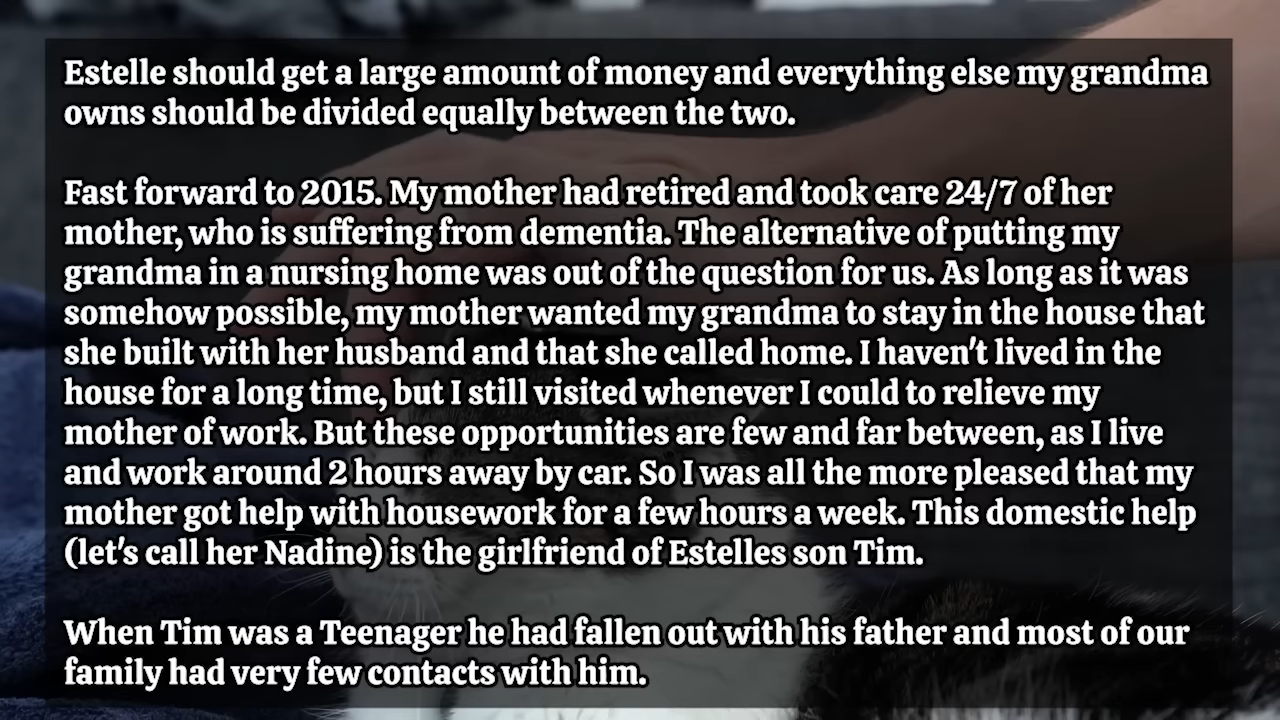 Estelle should get a large amount of money and everything else my grandma
owns should be divided equally between the two.
Fast forward to 2015. My mother had retired and took care 24/7 of her
mother, who is suffering from dementia. The alternative of putting my
grandma in a nursing home was out of the question for us. As long as it was
somehow possible, my mother wanted my grandma to stay in the house that
she built with her husband and that she called home. I haven't lived in the
house for a long time, but I still visited whenever I could to relieve my
mother of work. But these opportunities are few and far between, as I live
and work around 2 hours away by car. So I was all the more pleased that my
mother got help with housework for a few hours a week. This domestic help
(let's call her Nadine) is the girlfriend of Estelles son Tim.
When Tim was a Teenager he had fallen out with his father and most of our
family had very few contacts with him.